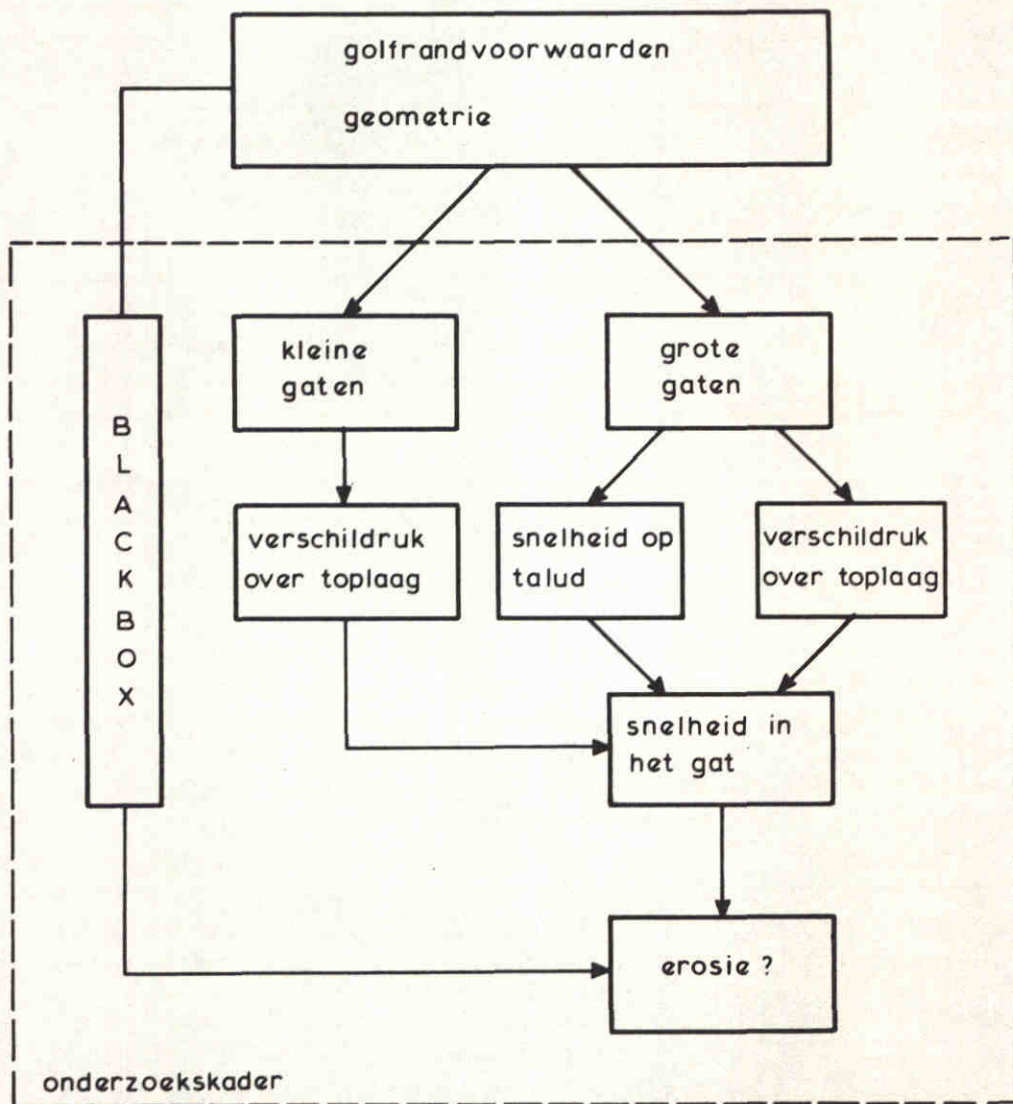 golfrandvoorwaarden
geometrie
kleine
gaten
grote
gaten
BLACKBOX
verschildruk
over toplaag
snelheid op
talud
verschildruk
over toplaag
snelheid in
het gat
erosie ?
onderzoekskader